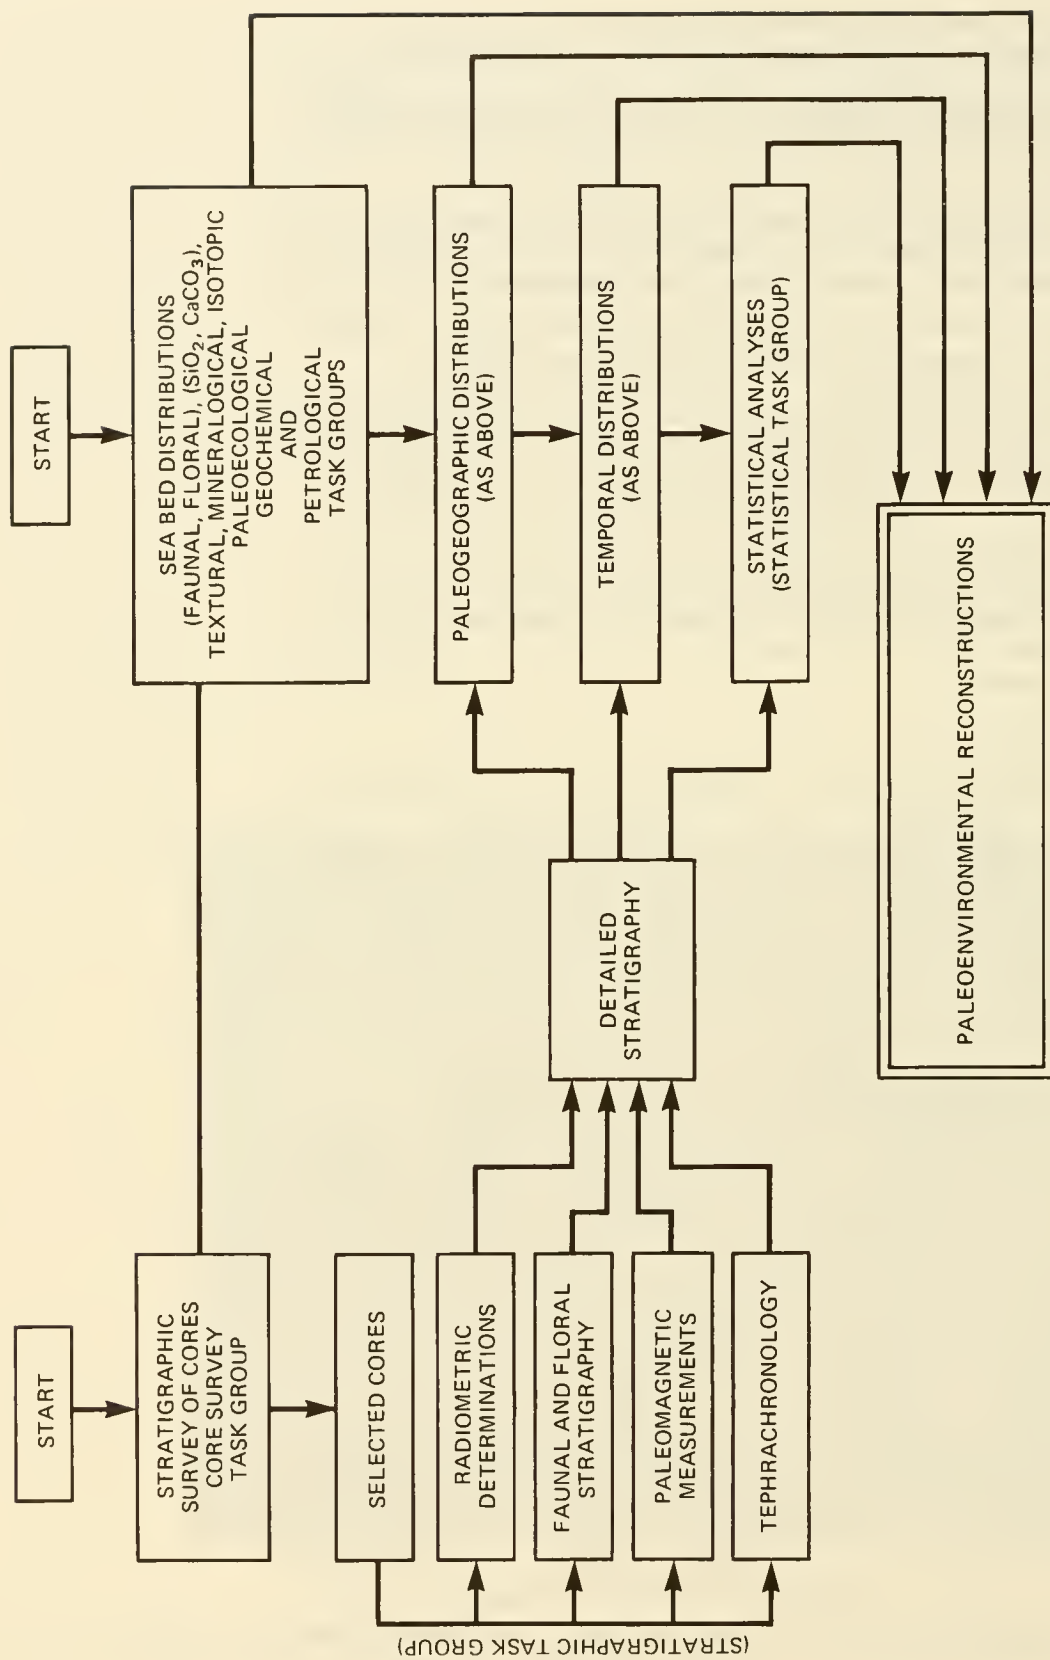 START
STRATIGRAPHIC
SURVEY OF CORES
CORE SURVEY
TASK GROUP
SELECTED CORES
(STRATIGRAPHIC TASK GROUP)
RADIOMETRIC
DETERMINATIONS
FAUNAL AND FLORAL
STRATIGRAPHY
PALEOMAGNETIC
MEASUREMENTS
TEPHRACHRONOLOGY
DETAILED
STRATIGRAPHY
START
SEA BED DISTRIBUTIONS
(FAUNAL, FLORAL), (SiO₂, CaCO₃),
TEXTURAL, MINERALOGICAL, ISOTOPIC
PALEOECOLOGICAL
GEOCHEMICAL
AND
PETROLOGICAL
TASK GROUPS
PALEOGEOGRAPHIC DISTRIBUTIONS
(AS ABOVE)
TEMPORAL DISTRIBUTIONS
(AS ABOVE)
STATISTICAL ANALYSES
(STATISTICAL TASK GROUP)
PALEOENVIRONMENTAL RECONSTRUCTIONS